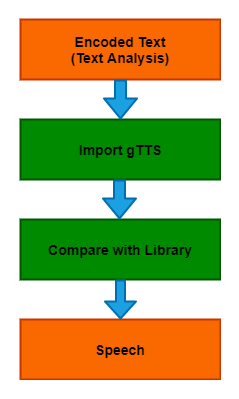 Encoded Text
(Text Analysis)
Import gTTS
Compare with Library
Speech